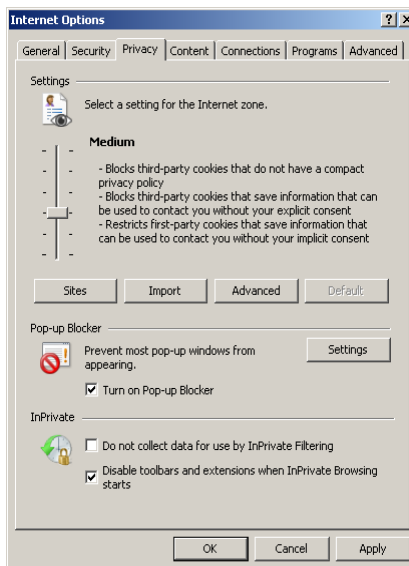 Internet Options
General Security Privacy Content Connections Programs Advanced
Settings
Select a setting for the Internet zone.
Medium
- Blocks third-party cookies that do not have a compact
privacy policy
- Blocks third-party cookies that save information that can
be used to contact you without your explicit consent
- Restricts first-party cookies that save information that
can be used to contact you without your implicit consent
Sites Import Advanced Default
Pop-up Blocker
Prevent most pop-up windows from
appearing.
Settings
Turn on Pop-up Blocker
InPrivate
Do not collect data for use by InPrivate Filtering
Disable toolbars and extensions when InPrivate Browsing
starts
OK Cancel Apply